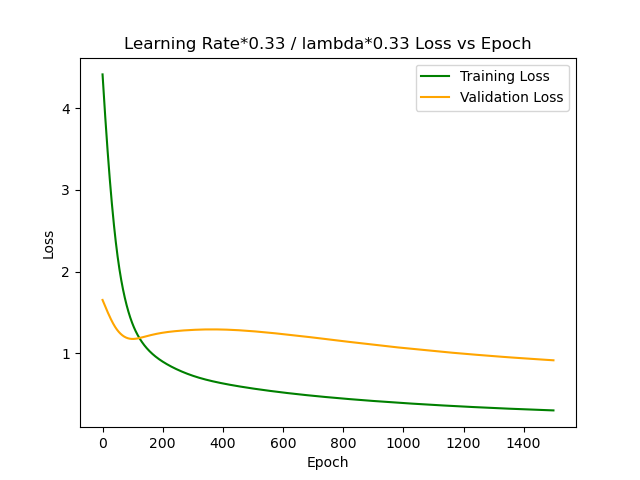 Learning Rate*0.33 / lambda*0.33 Loss vs Epoch
Training Loss
Validation Loss
Loss
4
3
2
1
0 200 400 600 800 1000 1200 1400
Epoch